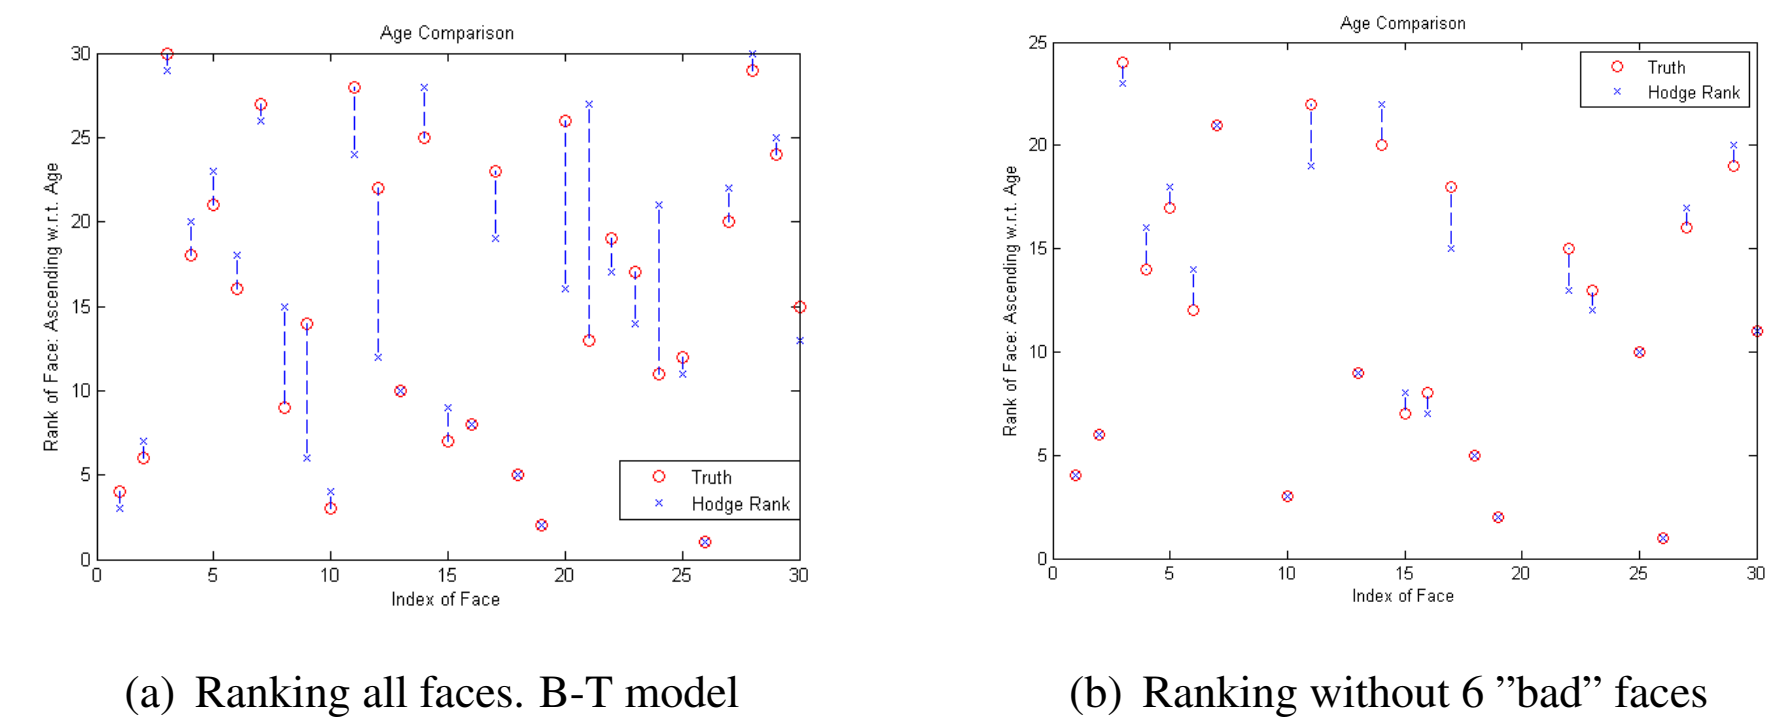 Age Comparison
30
25
20
15
10
5
0
Rank of Face: Ascending w.r.t. Age
Truth
Hodge Rank
0 5 10 15 20 25 30
Index of Face
(a) Ranking all faces. B-T model
Age Comparison
25
20
15
10
5
0
Rank of Face: Ascending w.r.t. Age
Truth
Hodge Rank
0 5 10 15 20 25 30
Index of Face
(b) Ranking without 6 ”bad” faces